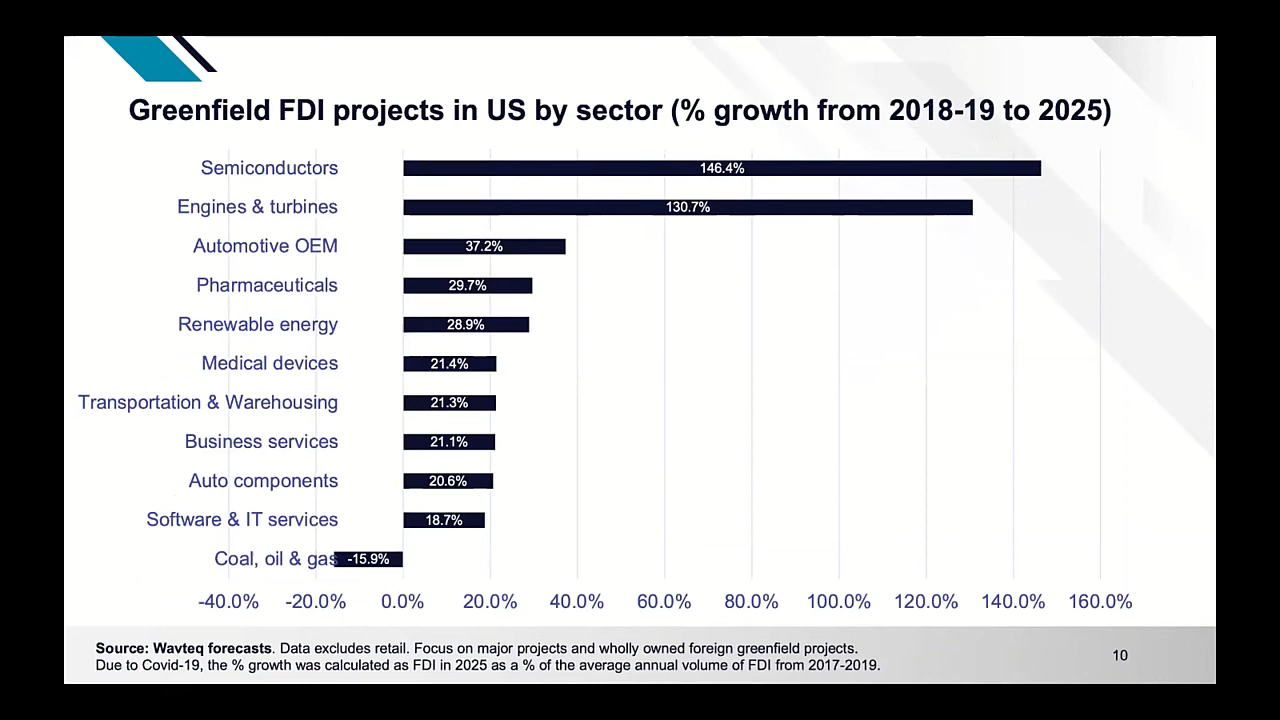 Greenfield FDI projects in US by sector (% growth from 2018-19 to 2025)
Semiconductors 146.4%
Engines & turbines 130.7%
Automotive OEM 37.2%
Pharmaceuticals 29.7%
Renewable energy 28.9%
Medical devices 21.4%
Transportation & Warehousing 21.3%
Business services 21.1%
Auto components 20.6%
Software & IT services 18.7%
Coal, oil & gas -15.9%
-40.0% -20.0% 0.0% 20.0% 40.0% 60.0% 80.0% 100.0% 120.0% 140.0% 160.0%
Source: Wavteq forecasts. Data excludes retail. Focus on major projects and wholly owned foreign greenfield projects.
Due to Covid-19, the % growth was calculated as FDI in 2025 as a % of the average annual volume of FDI from 2017-2019.
10